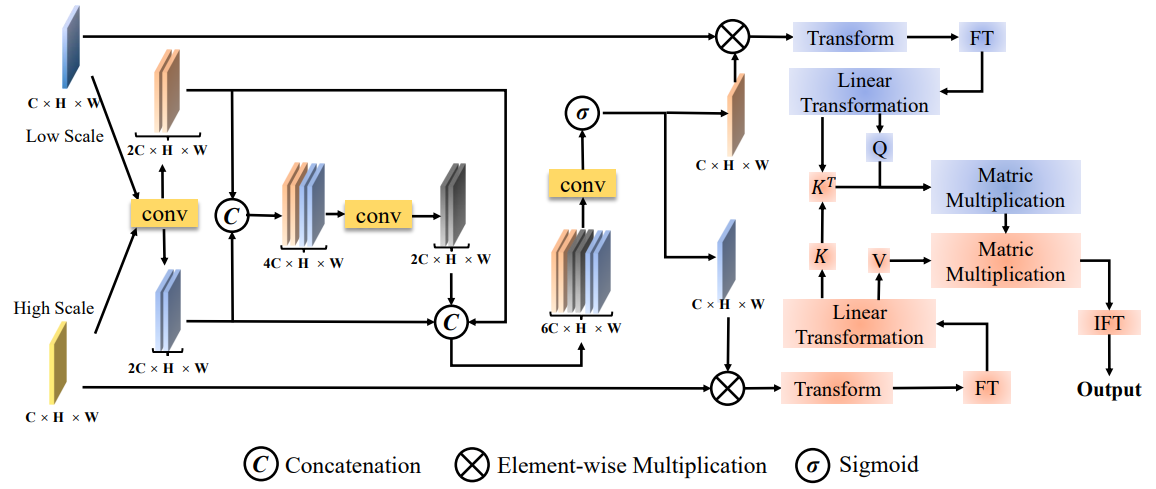 C × H × W
Low Scale
2C × H × W
conv
2C × H × W
High Scale
C × H × W
C
4C × H × W
conv
2C × H × W
C
6C × H × W
conv
σ
C × H × W
C × H × W
Transform
FT
Linear
Transformation
Q
K^T
K
V
Matric
Multiplication
Matric
Multiplication
Linear
Transformation
Transform
FT
IFT
Output
C Concatenation
Element-wise Multiplication
σ Sigmoid